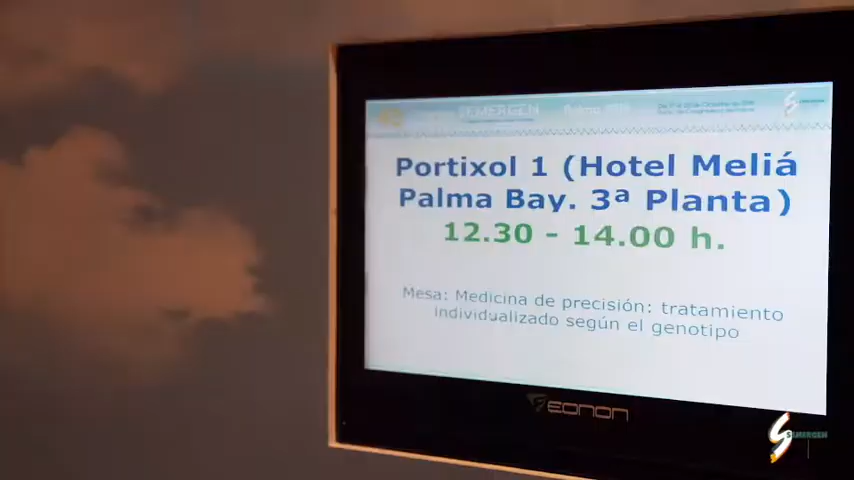 SEMERGEN Palma
Portixol 1 (Hotel Meliá
Palma Bay. 3ª Planta)
12.30 - 14.00 h.
Mesa: Medicina de precisión: tratamiento
individualizado según el genotipo
eonon
SEMERGEN